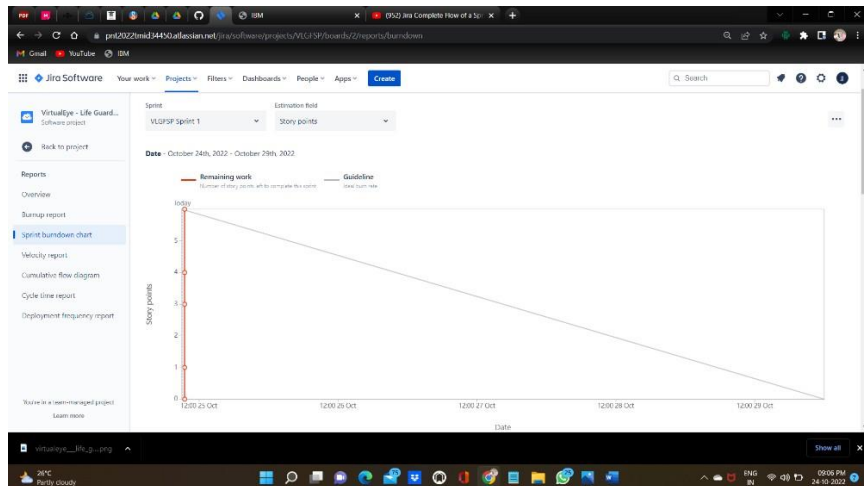 IBM
(952) Jira Complete Flow of a Sp
pnt2022tmid34450.atlassian.net/jira/software/projects/VLGFSP/boards/2/reports/burndown
Gmail YouTube IBM
Jira Software Your work Projects Filters Dashboards People Apps Create Search
VirtualEye - Life Guard...
Software project
Back to project
Reports
Overview
Burnup report
Sprint burndown chart
Velocity report
Cumulative flow diagram
Cycle time report
Deployment frequency report
You're in a team-managed project
Learn more
Sprint Estimation field
VLGFSP Sprint 1 Story points
Date - October 24th, 2022 - October 29th, 2022
Remaining work Guideline
Number of story points left to complete this sprint Ideal burn rate
Today
5
4
3
2
1
0
Story points
12:00 25 Oct 12:00 26 Oct 12:00 27 Oct 12:00 28 Oct 12:00 29 Oct
Date
virtualeye__life_g....png Show all
26°C
Partly cloudy
ENG
IN
09:06 PM
24-10-2022